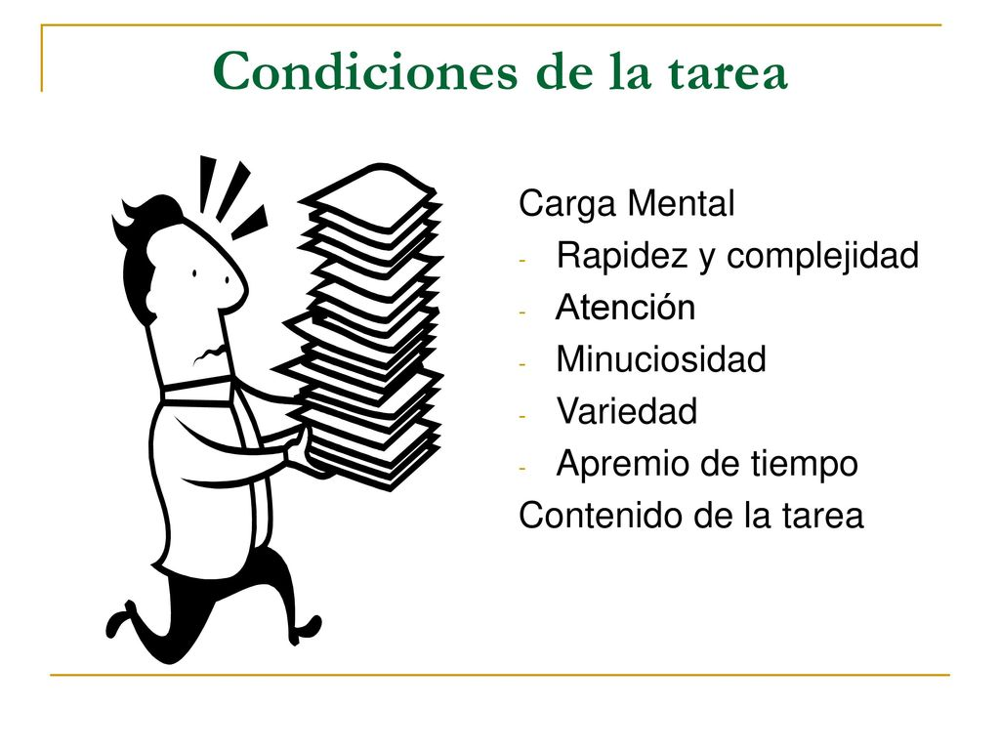 Condiciones de la tarea
Carga Mental
- Rapidez y complejidad
- Atención
- Minuciosidad
- Variedad
- Apremio de tiempo
Contenido de la tarea